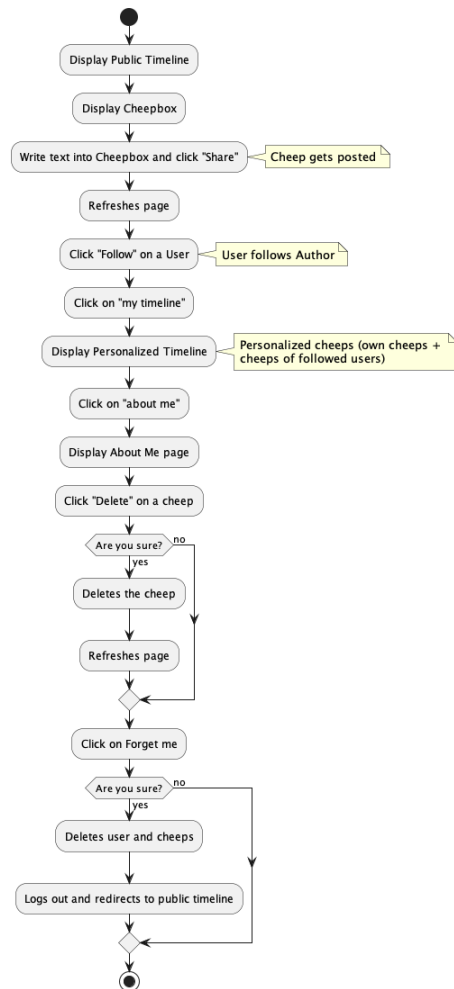 Display Public Timeline
Display Cheepbox
Write text into Cheepbox and click "Share"
Cheep gets posted
Refreshes page
Click "Follow" on a User
User follows Author
Click on "my timeline"
Display Personalized Timeline
Personalized cheeps (own cheeps +
cheeps of followed users)
Click on "about me"
Display About Me page
Click "Delete" on a cheep
Are you sure?
no
yes
Deletes the cheep
Refreshes page
Click on Forget me
Are you sure?
no
yes
Deletes user and cheeps
Logs out and redirects to public timeline